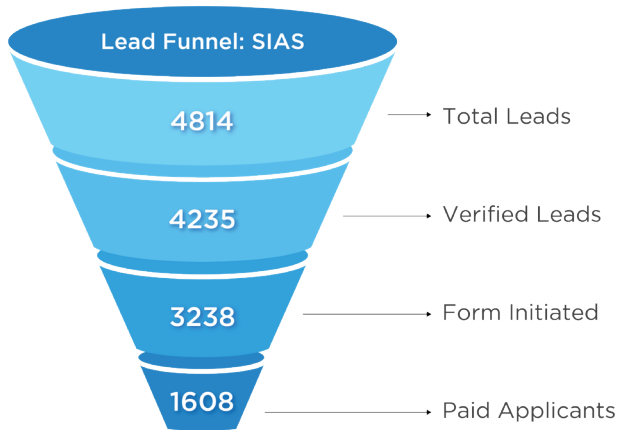 Lead Funnel: SIAS
4814
Total Leads
4235
Verified Leads
3238
Form Initiated
1608
Paid Applicants